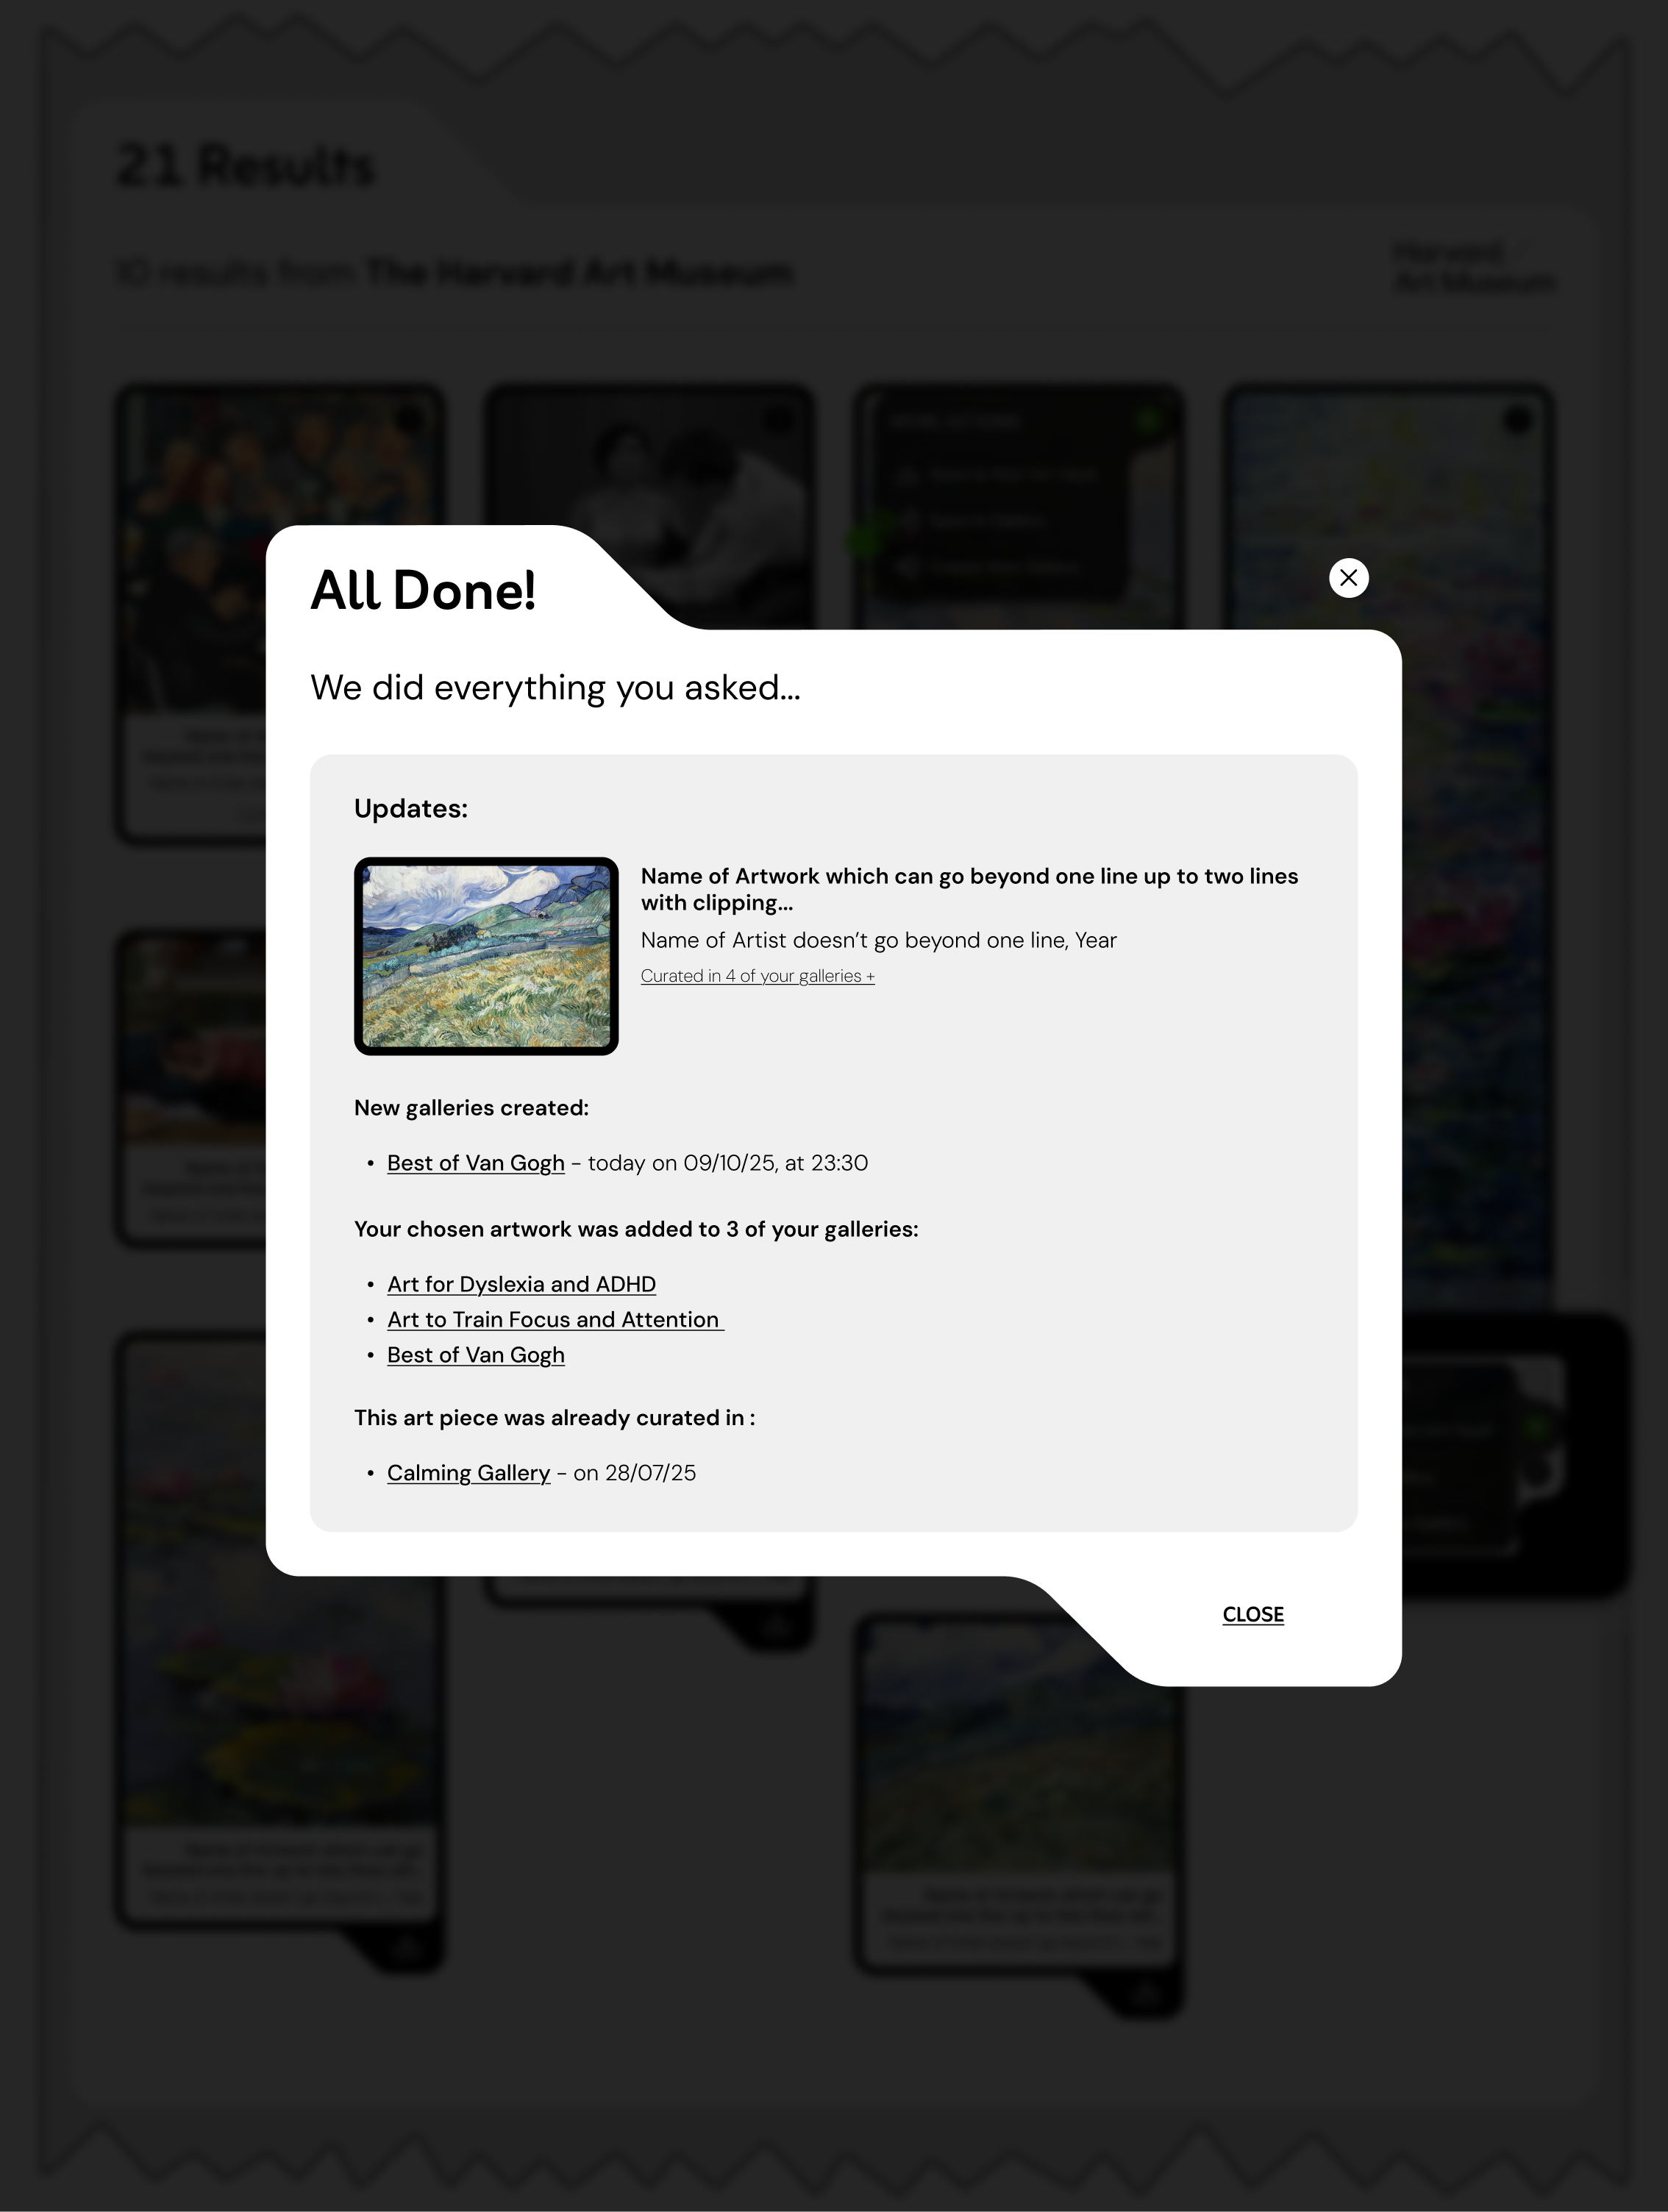 21 Results
10 results from The Harvard Art Museum
Harvard
Art Museum
All Done!
We did everything you asked...
Updates:
Name of Artwork which can go beyond one line up to two lines
with clipping...
Name of Artist doesn’t go beyond one line, Year
Curated in 4 of your galleries +
New galleries created:
• Best of Van Gogh - today on 09/10/25, at 23:30
Your chosen artwork was added to 3 of your galleries:
• Art for Dyslexia and ADHD
• Art to Train Focus and Attention
• Best of Van Gogh
This art piece was already curated in :
• Calming Gallery - on 28/07/25
CLOSE